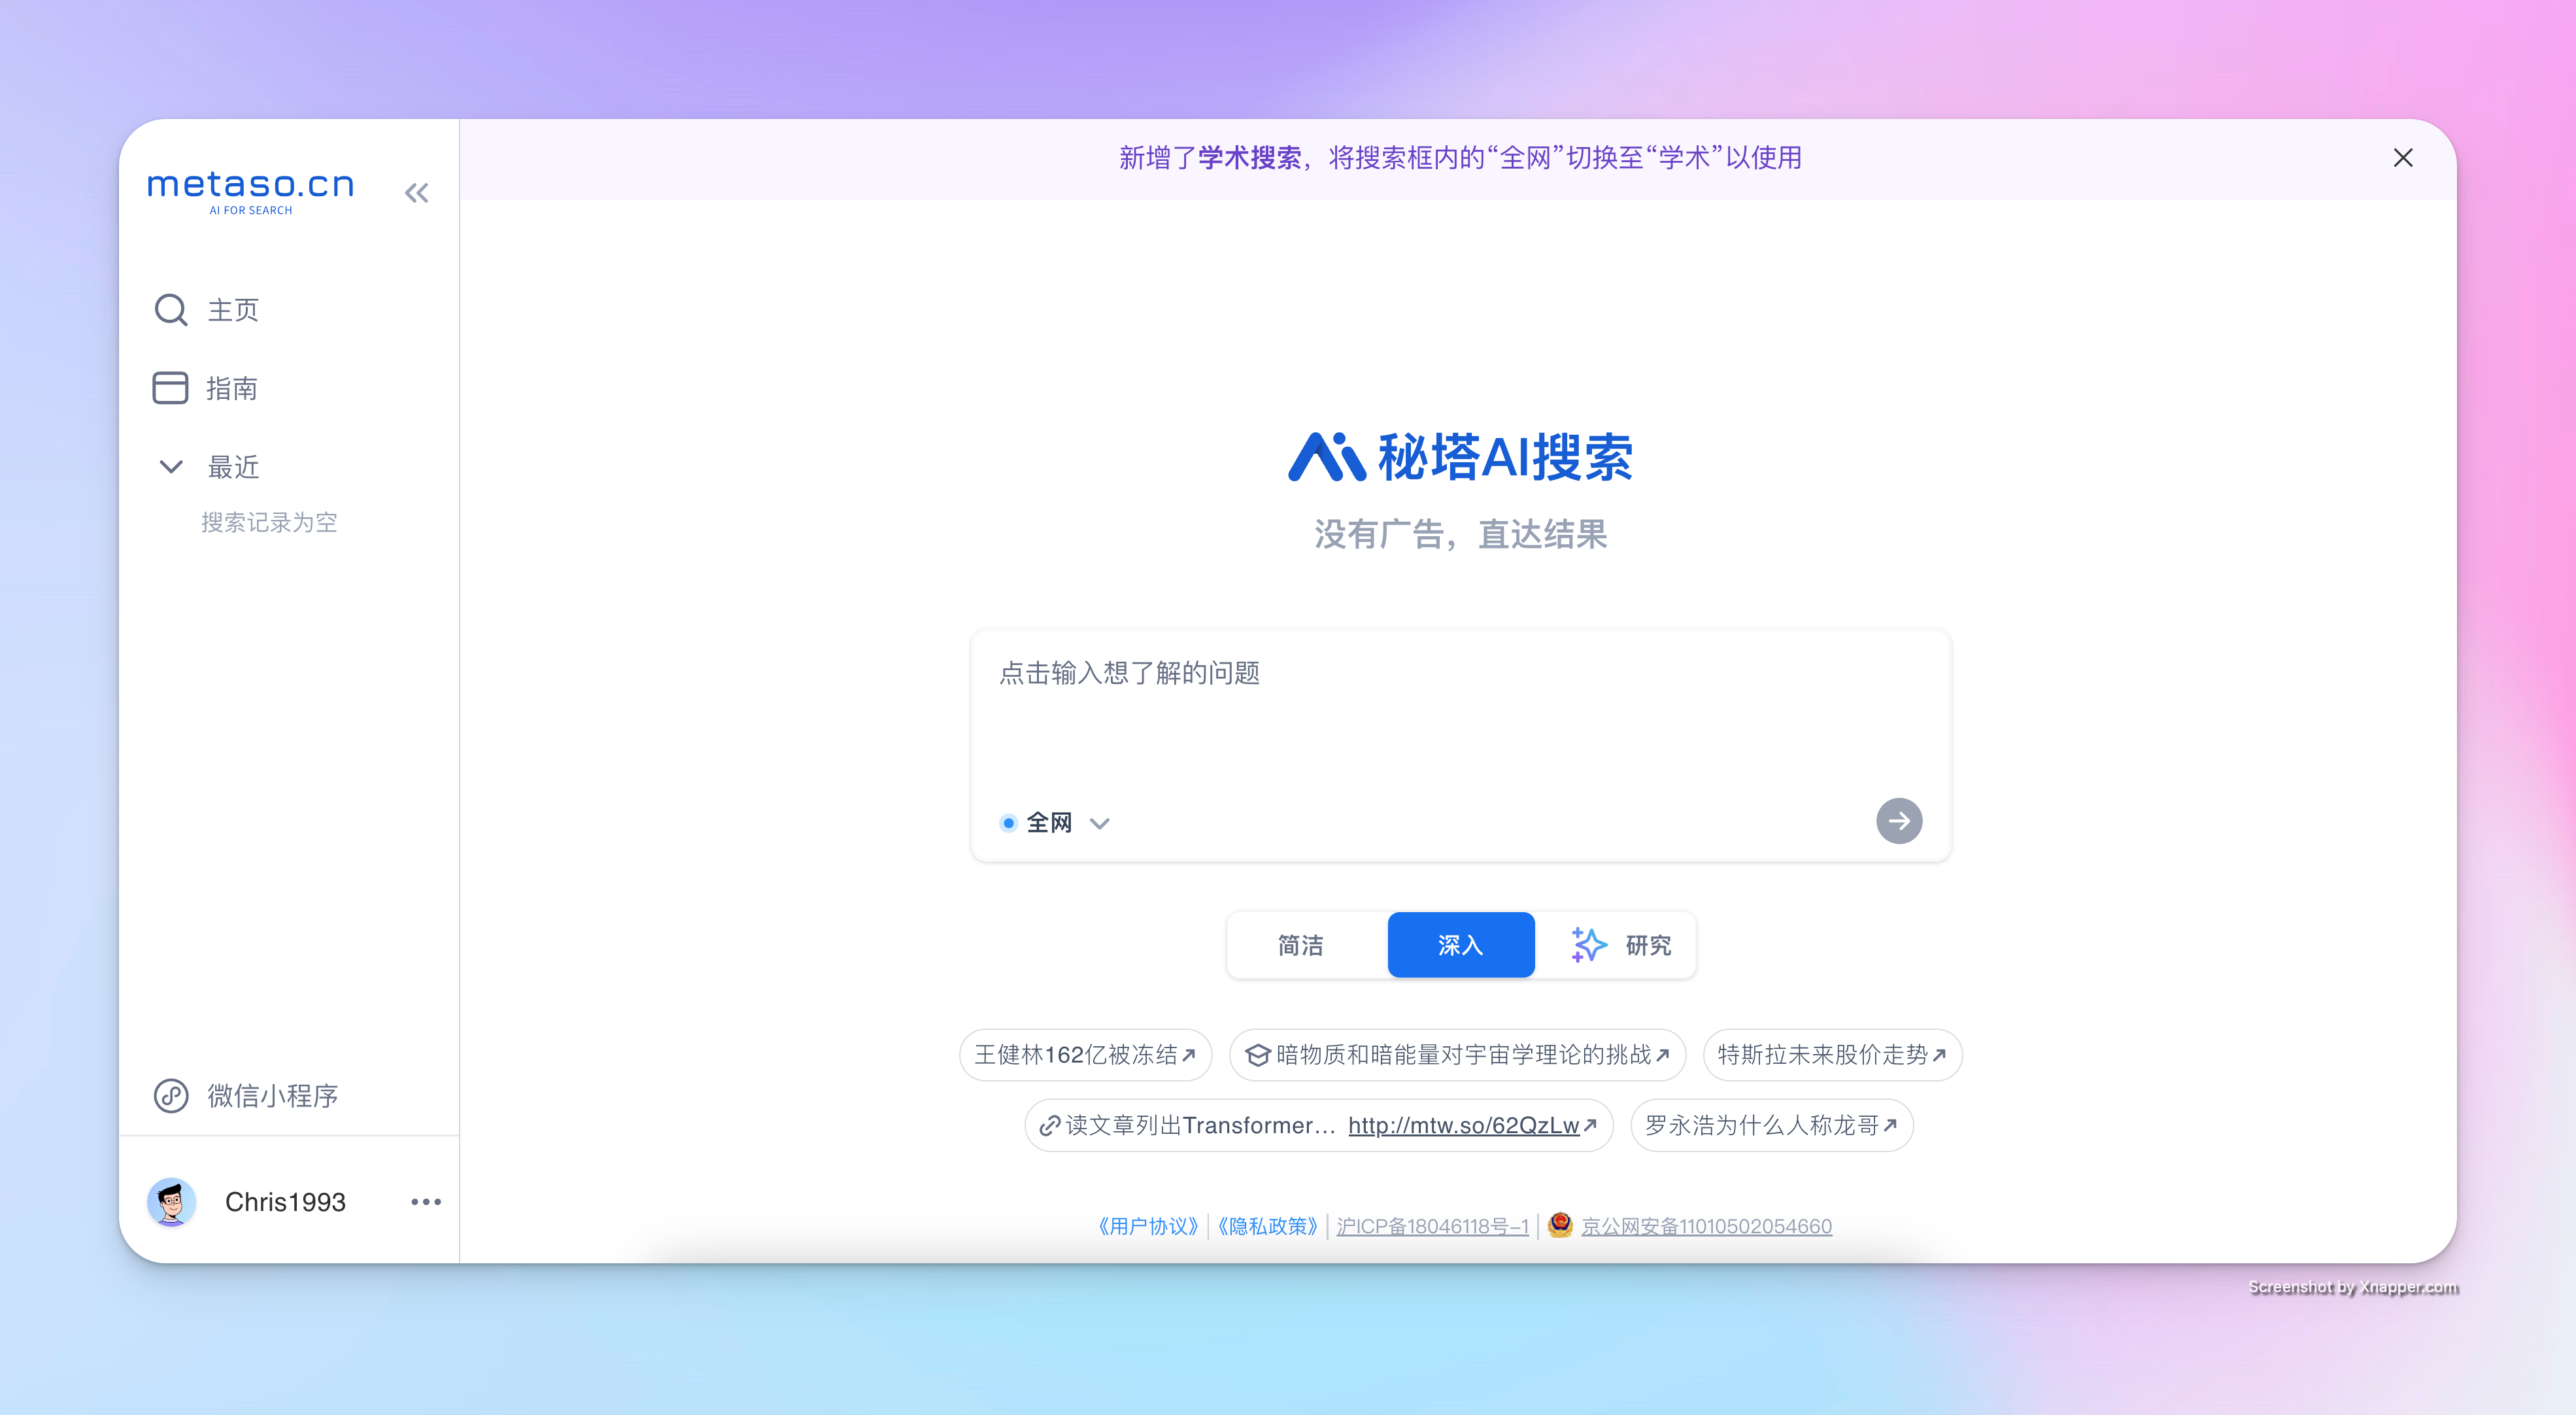 metaso.cn
AI FOR SEARCH
主页
指南
最近
搜索记录为空
微信小程序
Chris1993
新增了学术搜索，将搜索框内的“全网”切换至“学术”以使用
秘塔AI搜索
没有广告，直达结果
点击输入想了解的问题
全网
简洁 深入 研究
王健林162亿被冻结 暗物质和暗能量对宇宙学理论的挑战 特斯拉未来股价走势
读文章列出Transformer... http://mtw.so/62QzLw 罗永浩为什么人称龙哥
《用户协议》|《隐私政策》| 沪ICP备18046118号-1 | 京公网安备11010502054660
Screenshot by Xnapper.com